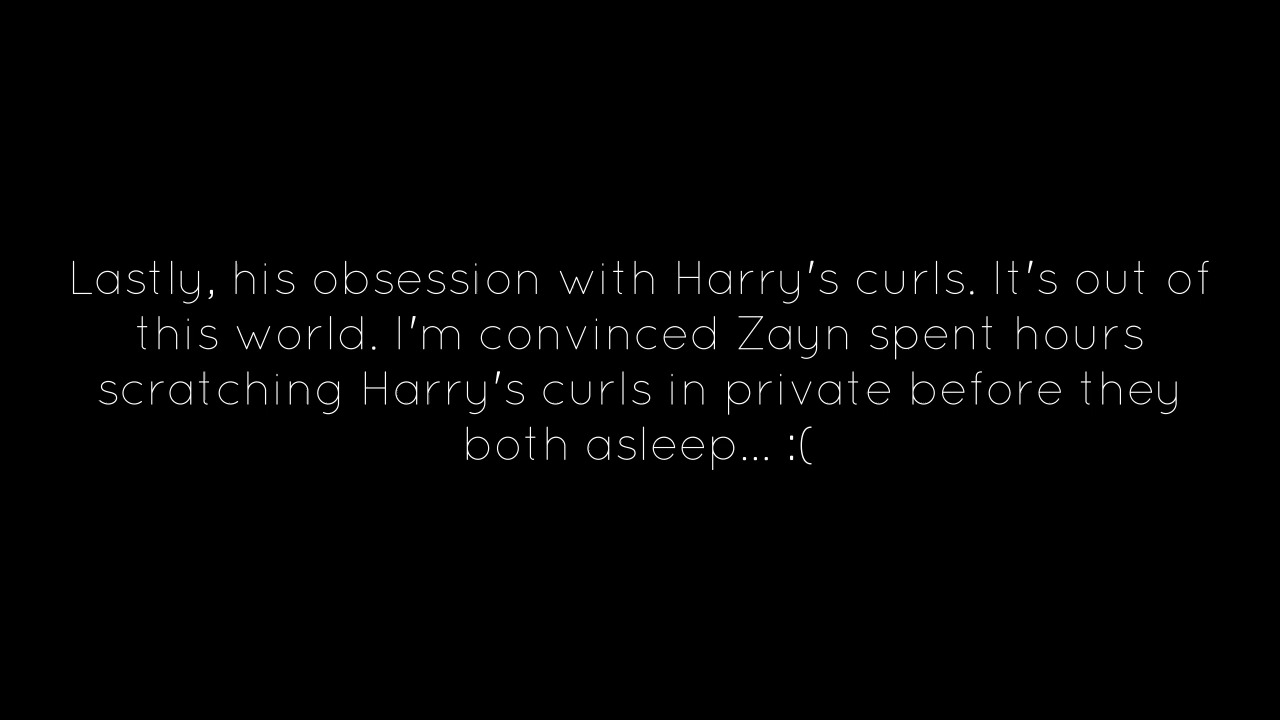 Lastly, his obsession with Harry's curls. It's out of
this world. I'm convinced Zayn spent hours
scratching Harry's curls in private before they
both asleep... :(